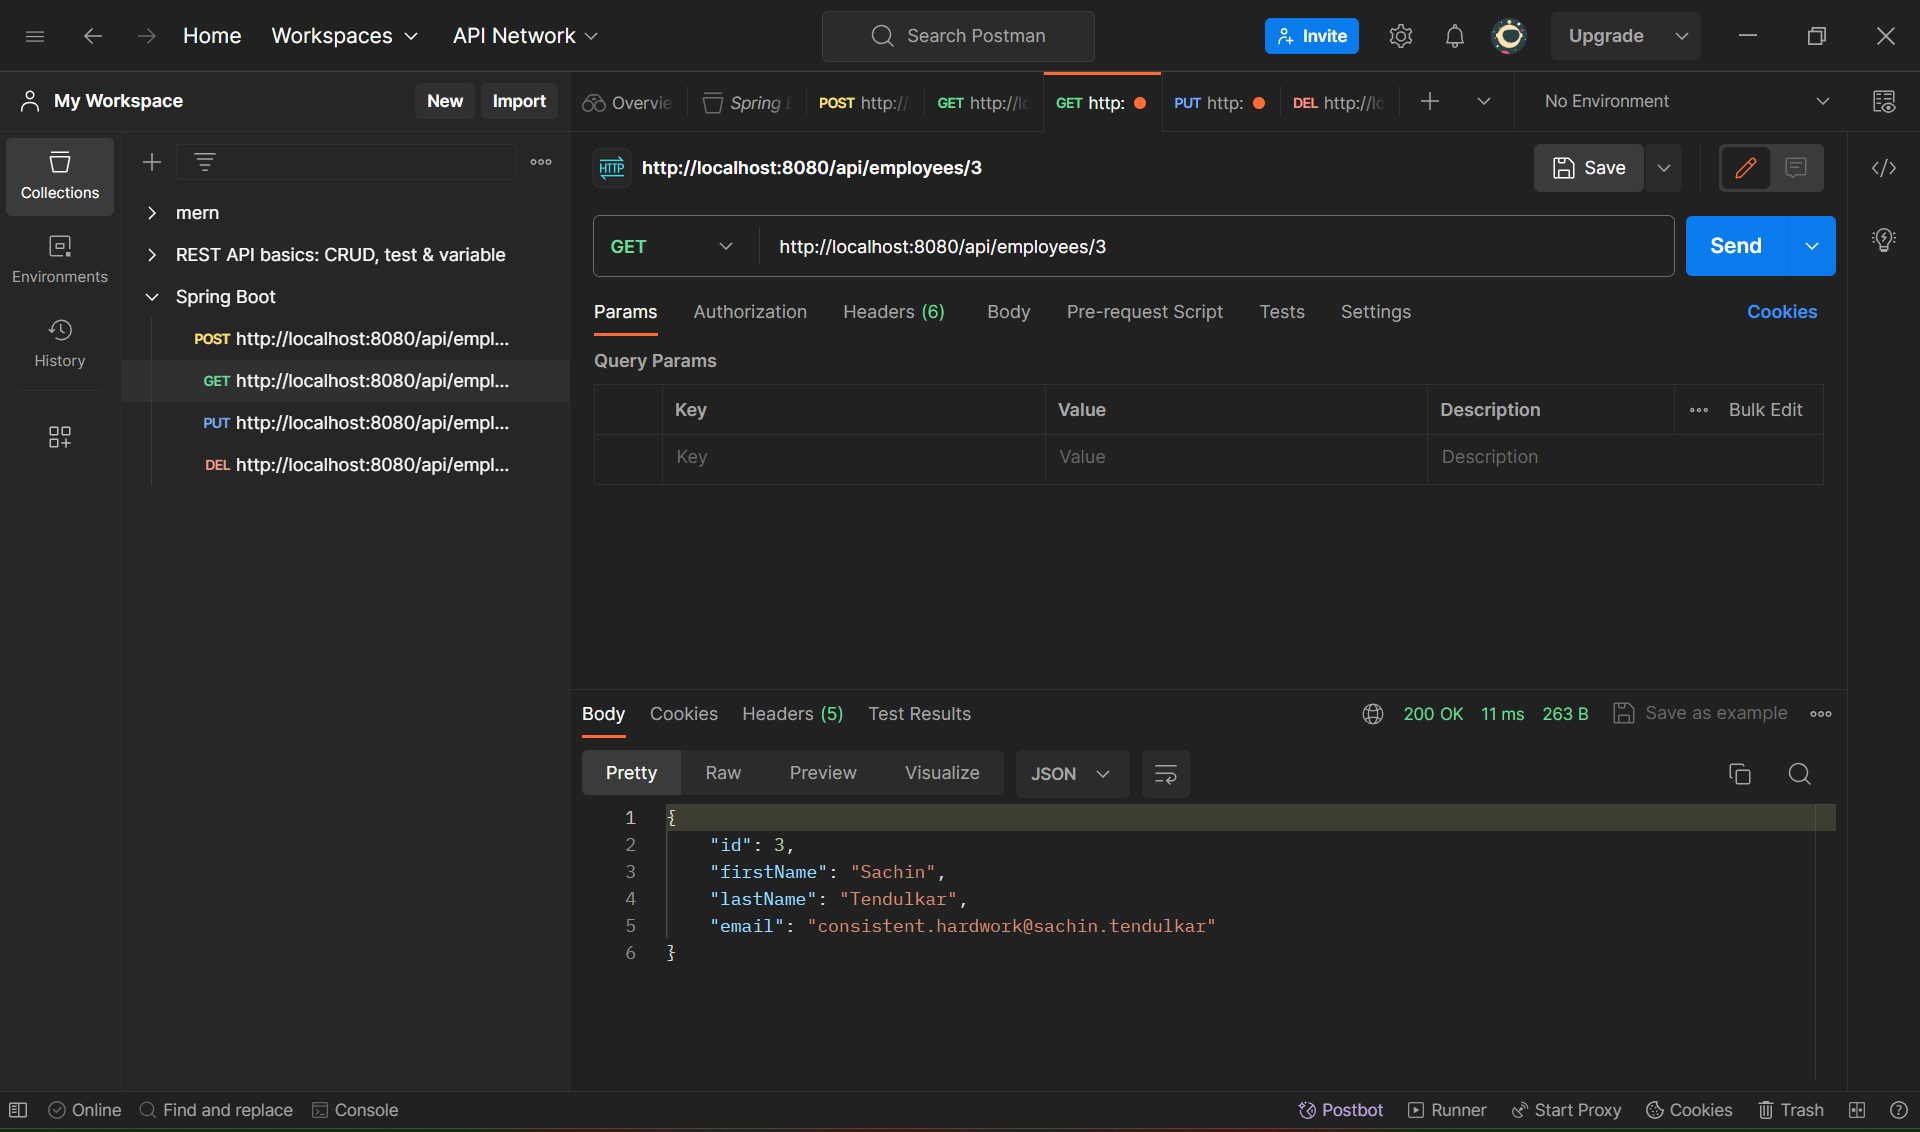 Home Workspaces API Network Search Postman Invite Upgrade
My Workspace New Import
Overvie Spring POST http:// GET http://lo GET http: PUT http: DEL http://lo No Environment
Collections
Environments
History
mern
REST API basics: CRUD, test & variable
Spring Boot
POST http://localhost:8080/api/empl...
GET http://localhost:8080/api/empl...
PUT http://localhost:8080/api/empl...
DEL http://localhost:8080/api/empl...
HTTP http://localhost:8080/api/employees/3 Save
GET http://localhost:8080/api/employees/3 Send
Params Authorization Headers (6) Body Pre-request Script Tests Settings Cookies
Query Params
Key Value Description Bulk Edit
Key Value Description
Body Cookies Headers (5) Test Results 200 OK 11 ms 263 B Save as example
Pretty Raw Preview Visualize JSON
1 {
2 "id": 3,
3 "firstName": "Sachin",
4 "lastName": "Tendulkar",
5 "email": "consistent.hardwork@sachin.tendulkar"
6 }
Online Find and replace Console Postbot Runner Start Proxy Cookies Trash